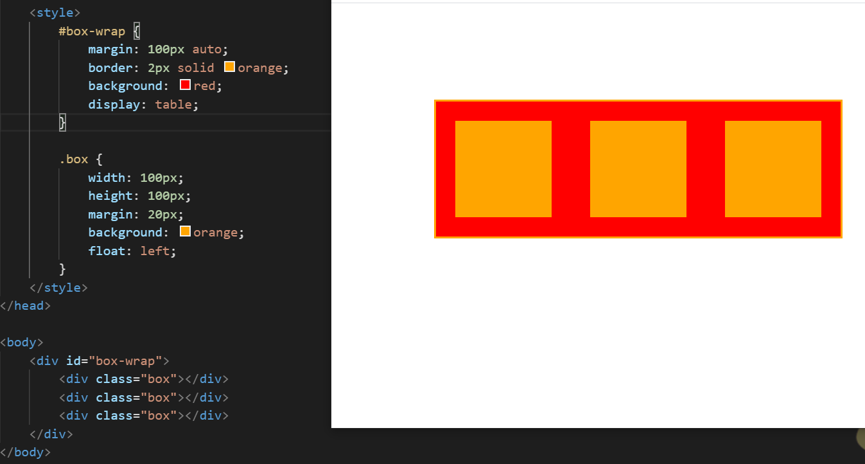 <style>
#box-wrap {
margin: 100px auto;
border: 2px solid orange;
background: red;
display: table;
}
.box {
width: 100px;
height: 100px;
margin: 20px;
background: orange;
float: left;
}
</style>
</head>
<body>
<div id="box-wrap">
<div class="box"></div>
<div class="box"></div>
<div class="box"></div>
</div>
</body>